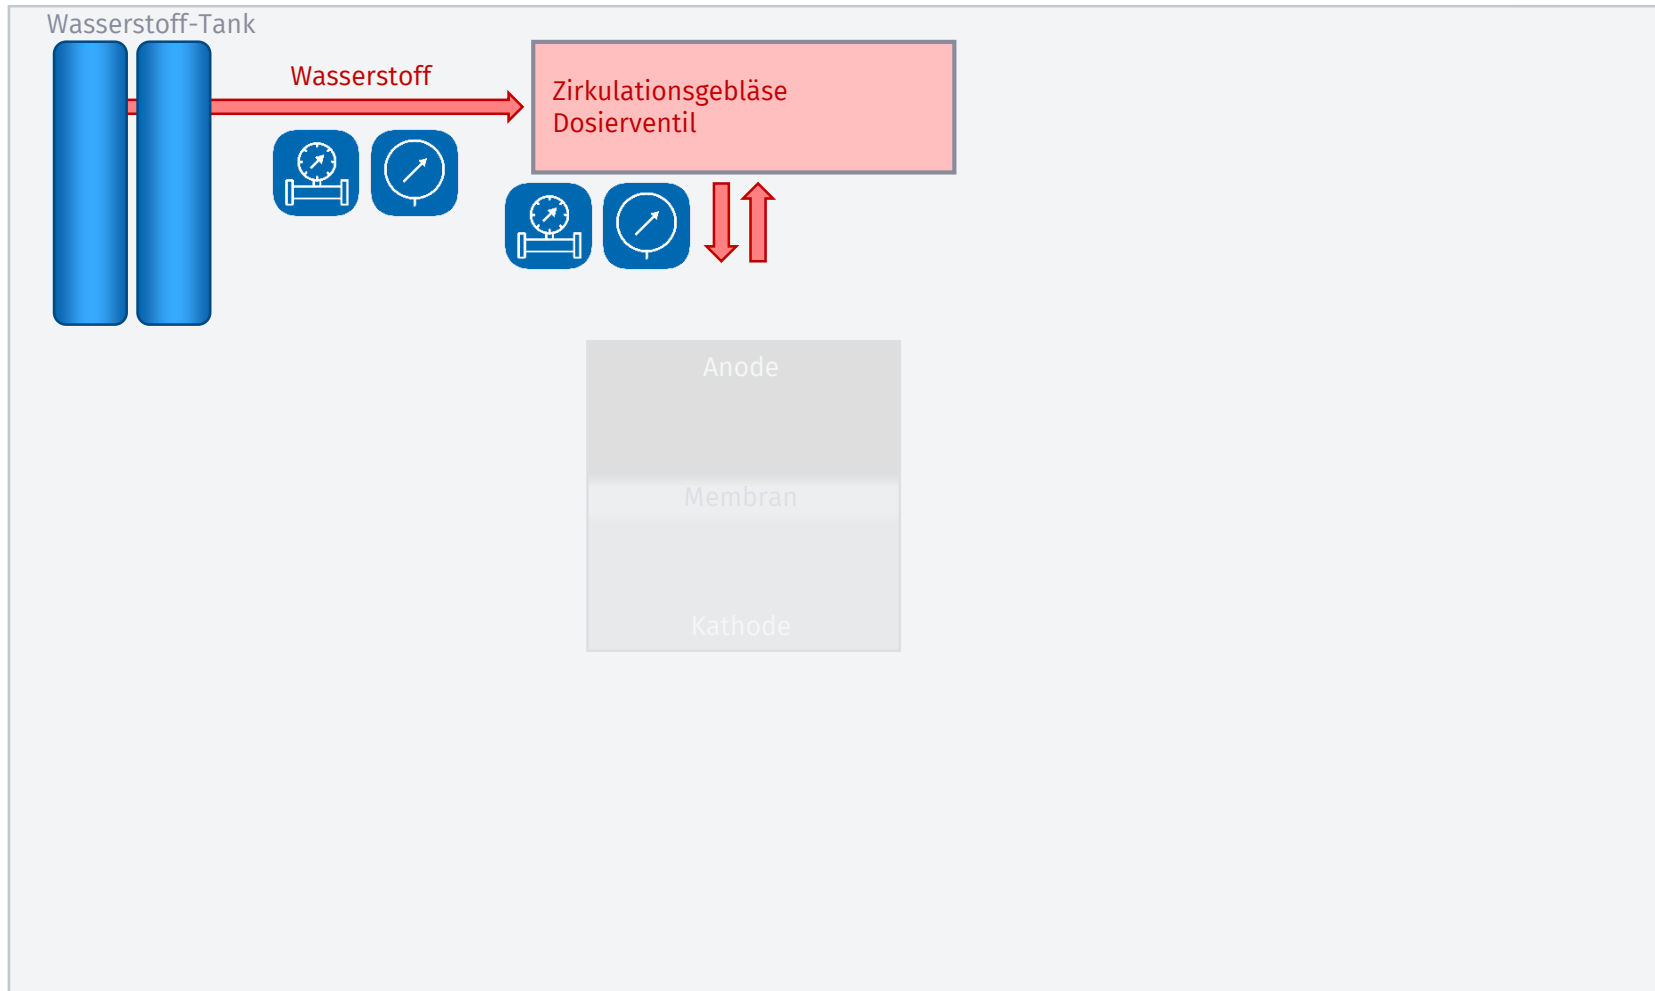 Wasserstoff-Tank
Wasserstoff
Zirkulationsgebläse
Dosierventil
Anode
Membran
Kathode